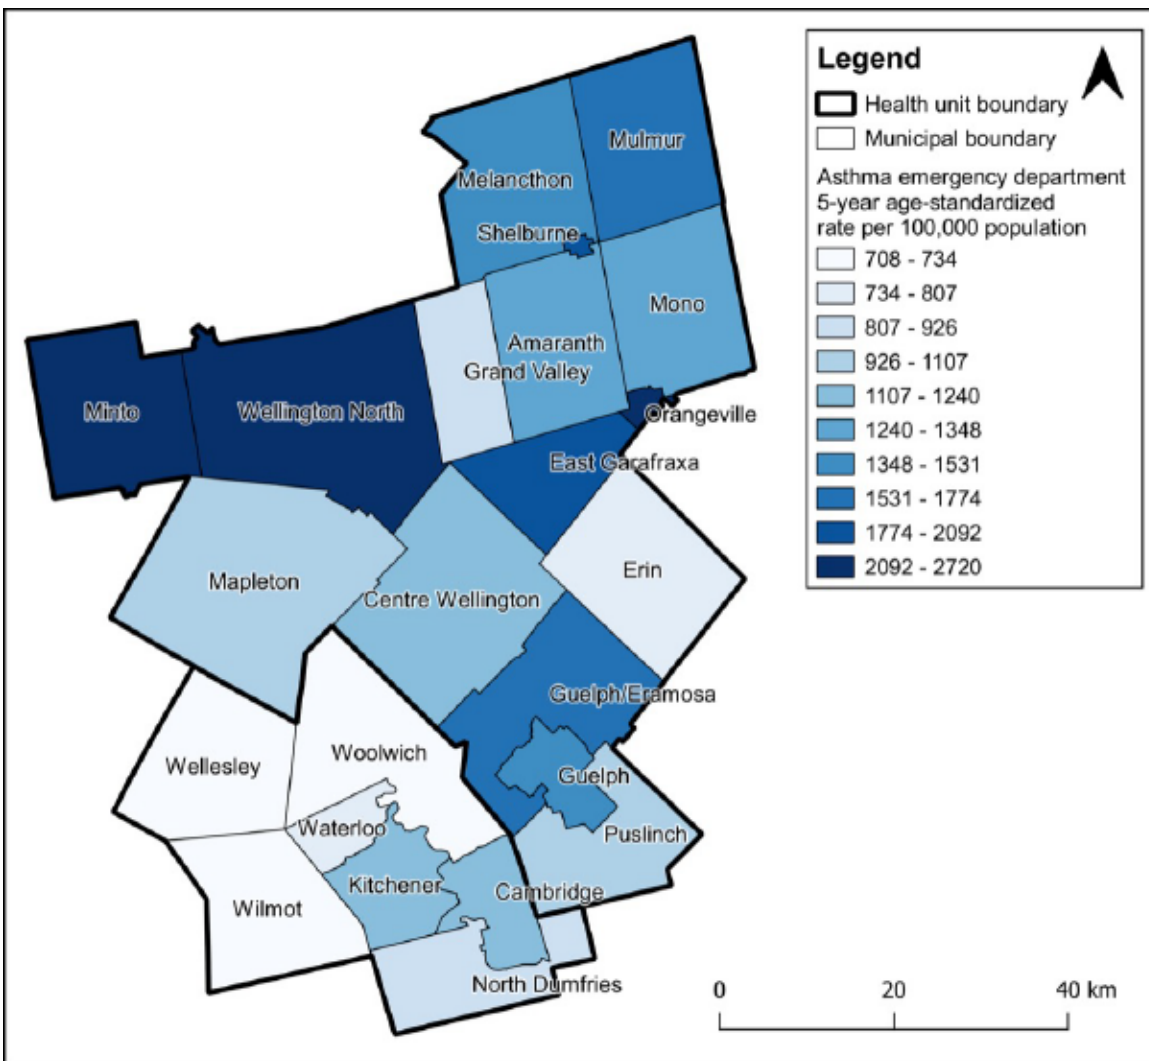 Legend
Health unit boundary
Municipal boundary
Asthma emergency department
5-year age-standardized
rate per 100,000 population
708 - 734
734 - 807
807 - 926
926 - 1107
1107 - 1240
1240 - 1348
1348 - 1531
1531 - 1774
1774 - 2092
2092 - 2720
Mulmur
Melancthon
Shelburne
Mono
Amaranth
Grand Valley
Minto
Wellington North
Orangeville
East Garafraxa
Erin
Mapleton
Centre Wellington
Guelph/Eramosa
Woolwich
Wellesley
Guelph
Waterloo
Puslinch
Kitchener
Cambridge
Wilmot
North Dumfries
0 20 40 km